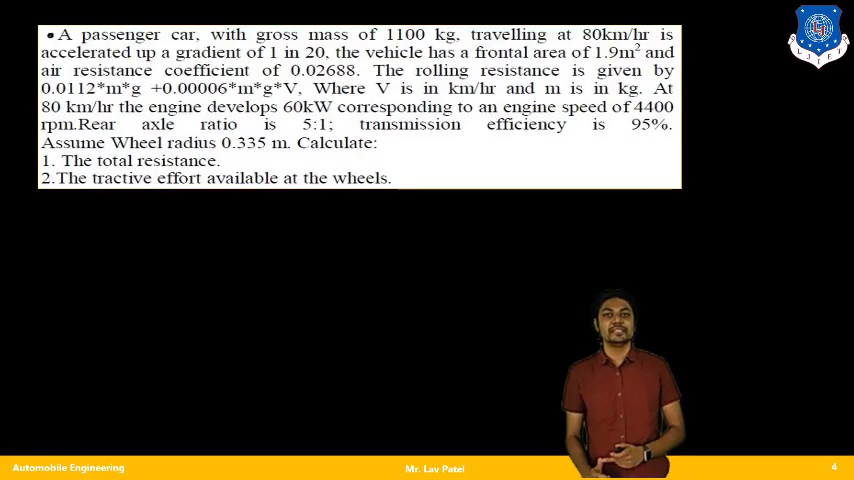 • A passenger car, with gross mass of 1100 kg, travelling at 80km/hr is
accelerated up a gradient of 1 in 20, the vehicle has a frontal area of 1.9m² and
air resistance coefficient of 0.02688. The rolling resistance is given by
0.0112*m*g +0.00006*m*g*V, Where V is in km/hr and m is in kg. At
80 km/hr the engine develops 60kW corresponding to an engine speed of 4400
rpm.Rear axle ratio is 5:1; transmission efficiency is 95%.
Assume Wheel radius 0.335 m. Calculate:
1. The total resistance.
2.The tractive effort available at the wheels.
LJIET
Automobile Engineering
Mr. Lav Patel
4